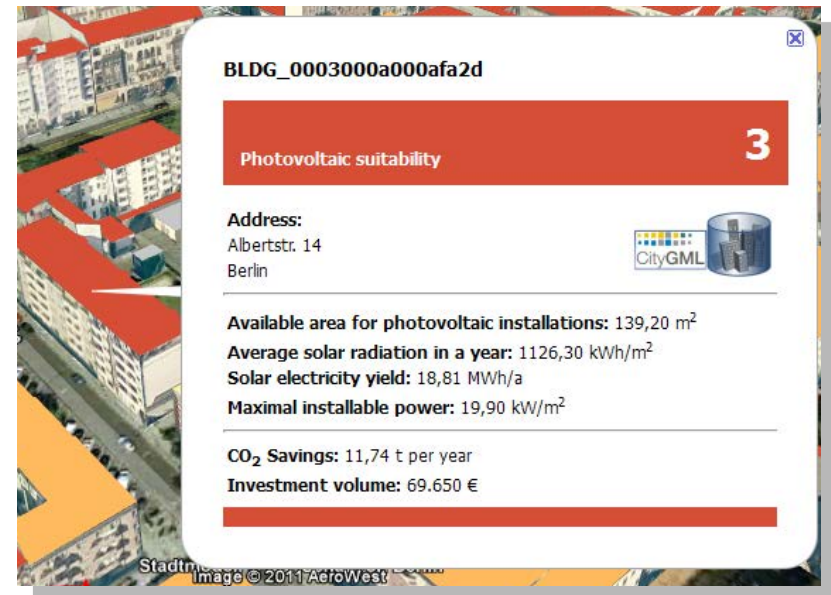 BLDG_0003000a000afa2d
Photovoltaic suitability
3
Address:
Albertstr. 14
Berlin
CityGML
Available area for photovoltaic installations: 139,20 m²
Average solar radiation in a year: 1126,30 kWh/m²
Solar electricity yield: 18,81 MWh/a
Maximal installable power: 19,90 kW/m²
CO₂ Savings: 11,74 t per year
Investment volume: 69.650 €
Image © 2011 AeroWest